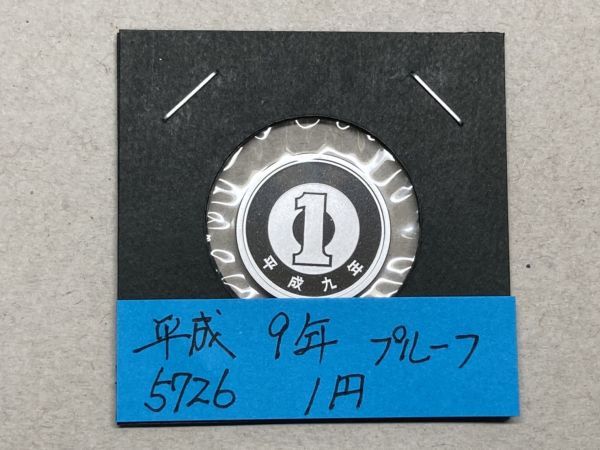 1
平成九年
平成 9年 プルーフ
5726 1円